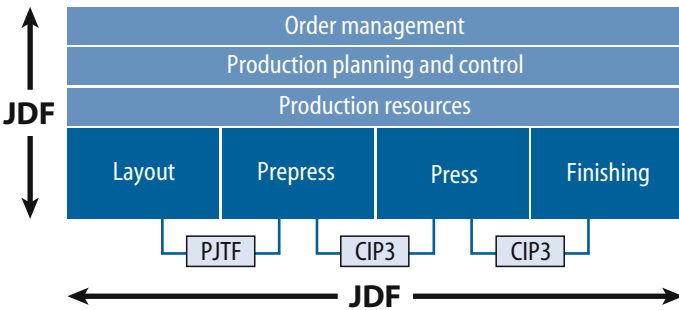 Order management
Production planning and control
JDF
Production resources
Layout
Prepress
Press
Finishing
PJTF
CIP3
CIP3
JDF